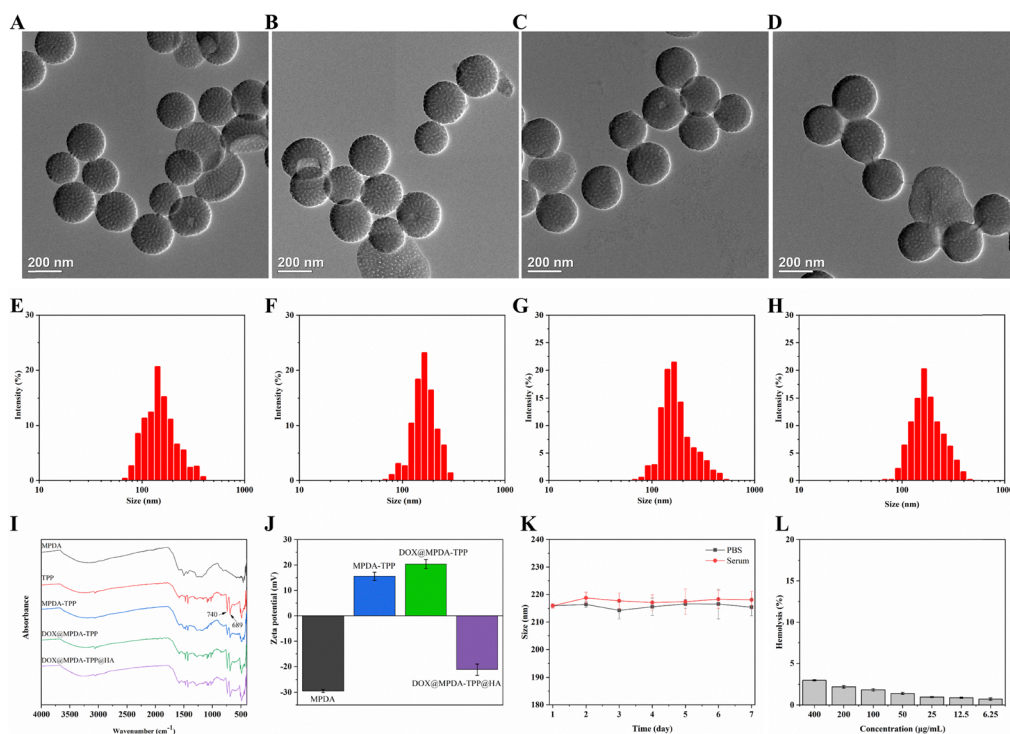 A
B
C
D
200 nm
200 nm
200 nm
200 nm
E
F
G
H
Intensity (%)
30
20
10
0
10
100
1000
Size (nm)
Intensity (%)
30
20
10
0
10
100
1000
Size (nm)
Intensity (%)
30
25
20
15
10
5
0
10
100
1000
Size (nm)
Intensity (%)
30
25
20
15
10
5
0
10
100
1000
Size (nm)
I
J
K
L
Absorbance
MPDA
TPP
MPDA-TPP
DOX@MPDA-TPP
DOX@MPDA-TPP@HA
740
689
4000 3500 3000 2500 2000 1500 1000 500
Wavenumber (cm-1)
Zeta potential (mV)
30
20
10
0
-10
-20
-30
MPDA-TPP
DOX@MPDA-TPP
MPDA
DOX@MPDA-TPP@HA
Size (nm)
260
250
240
230
220
210
200
190
180
PBS
Serum
1 2 3 4 5 6 7
Time (day)
Hemolysis (%)
20
15
10
5
0
400 200 100 50 25 12.5 6.25
Concentration (μg/mL)